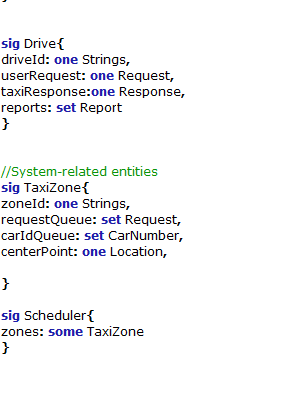 sig Drive{
driveId: one Strings,
userRequest: one Request,
taxiResponse:one Response,
reports: set Report
}
//System-related entities
sig TaxiZone{
zoneId: one Strings,
requestQueue: set Request,
carIdQueue: set CarNumber,
centerPoint: one Location,
}
sig Scheduler{
zones: some TaxiZone
}